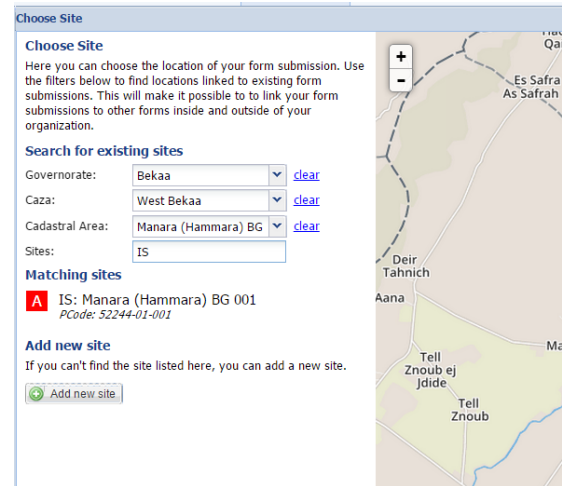 Choose Site
Choose Site
Here you can choose the location of your form submission. Use
the filters below to find locations linked to existing form
submissions. This will make it possible to to link your form
submissions to other forms inside and outside of your
organization.
Search for existing sites
Governorate: Bekaa clear
Caza: West Bekaa clear
Cadastral Area: Manara (Hammara) BG clear
Sites: IS
Matching sites
A IS: Manara (Hammara) BG 001
PCode: 52244-01-001
Add new site
If you can't find the site listed here, you can add a new site.
Add new site
+
-
Es Safra
As Safrah
Deir
Tahnich
Aana
Tell
Znoub ej
Jdide
Tell
Znoub